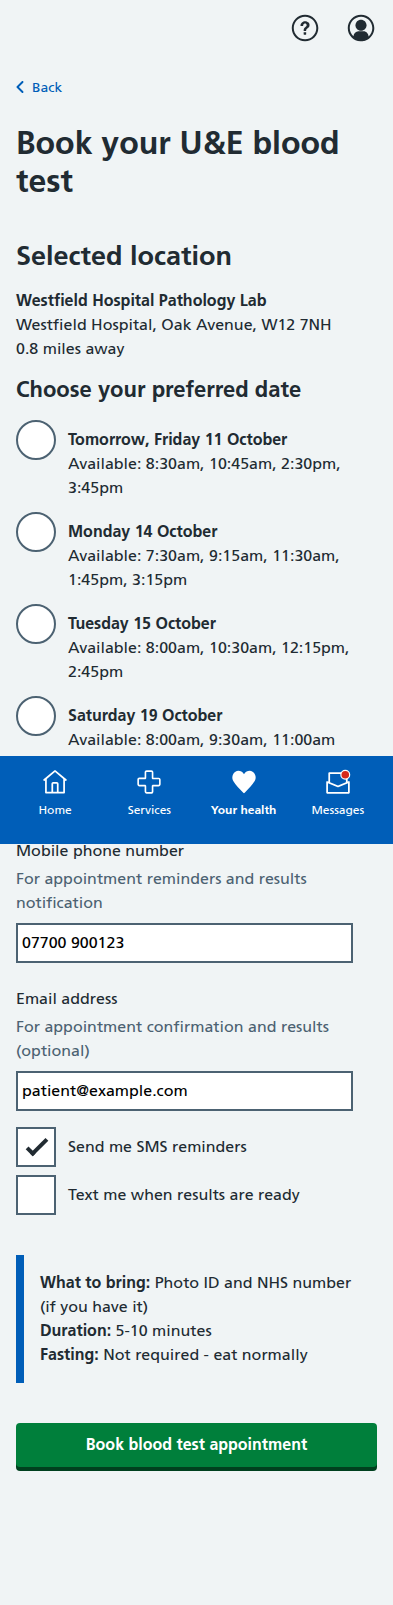 Back
Book your U&E blood
test
Selected location
Westfield Hospital Pathology Lab
Westfield Hospital, Oak Avenue, W12 7NH
0.8 miles away
Choose your preferred date
Tomorrow, Friday 11 October
Available: 8:30am, 10:45am, 2:30pm,
3:45pm
Monday 14 October
Available: 7:30am, 9:15am, 11:30am,
1:45pm, 3:15pm
Tuesday 15 October
Available: 8:00am, 10:30am, 12:15pm,
2:45pm
Saturday 19 October
Available: 8:00am, 9:30am, 11:00am
Home Services Your health Messages
Mobile phone number
For appointment reminders and results
notification
07700 900123
Email address
For appointment confirmation and results
(optional)
patient@example.com
Send me SMS reminders
Text me when results are ready
What to bring: Photo ID and NHS number
(if you have it)
Duration: 5-10 minutes
Fasting: Not required - eat normally
Book blood test appointment